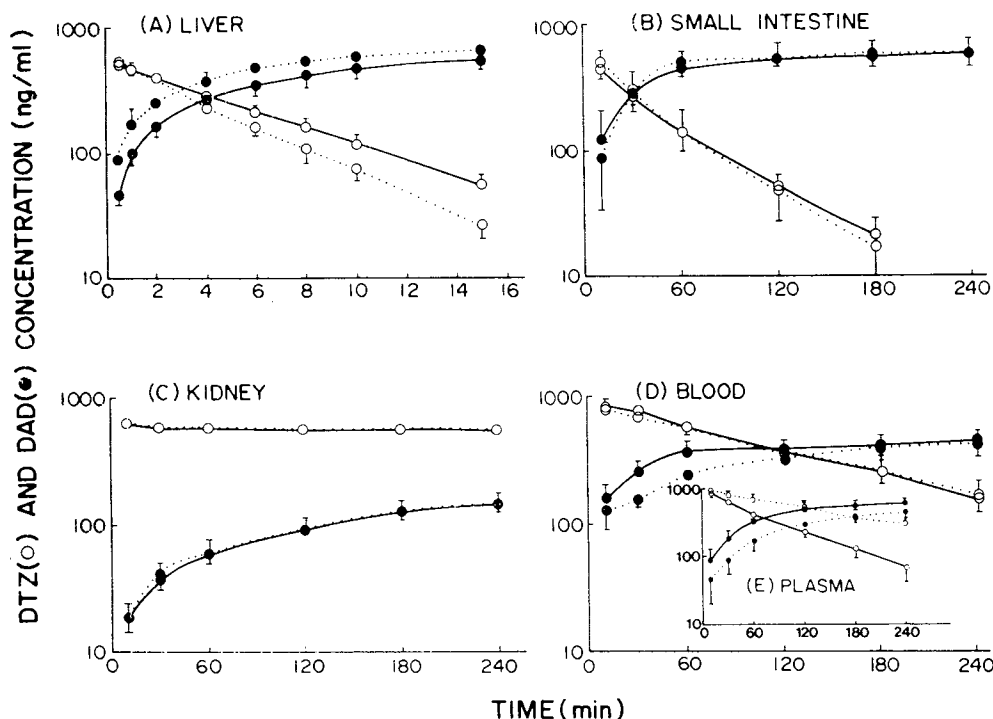 DTZ(○) AND DAD(●) CONCENTRATION (ng/ml)
(A) LIVER
1000
100
10
0 2 4 6 8 10 12 14 16
(B) SMALL INTESTINE
1000
100
10
0 60 120 180 240
(C) KIDNEY
1000
100
10
0 60 120 180 240
(D) BLOOD
1000
100
10
0 60 120 180 240
(E) PLASMA
1000
100
10
0 60 120 180 240
TIME (min)